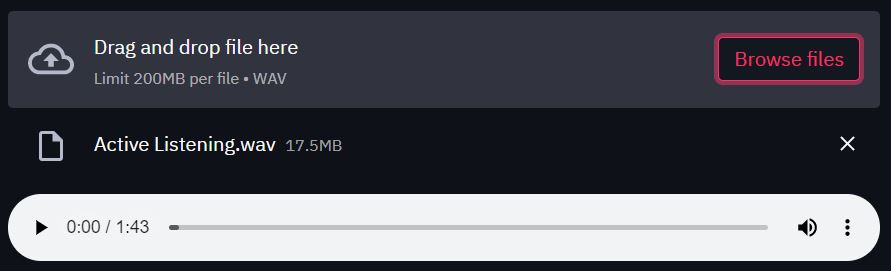 Drag and drop file here
Limit 200MB per file • WAV
Browse files
Active Listening.wav 17.5MB
0:00 / 1:43